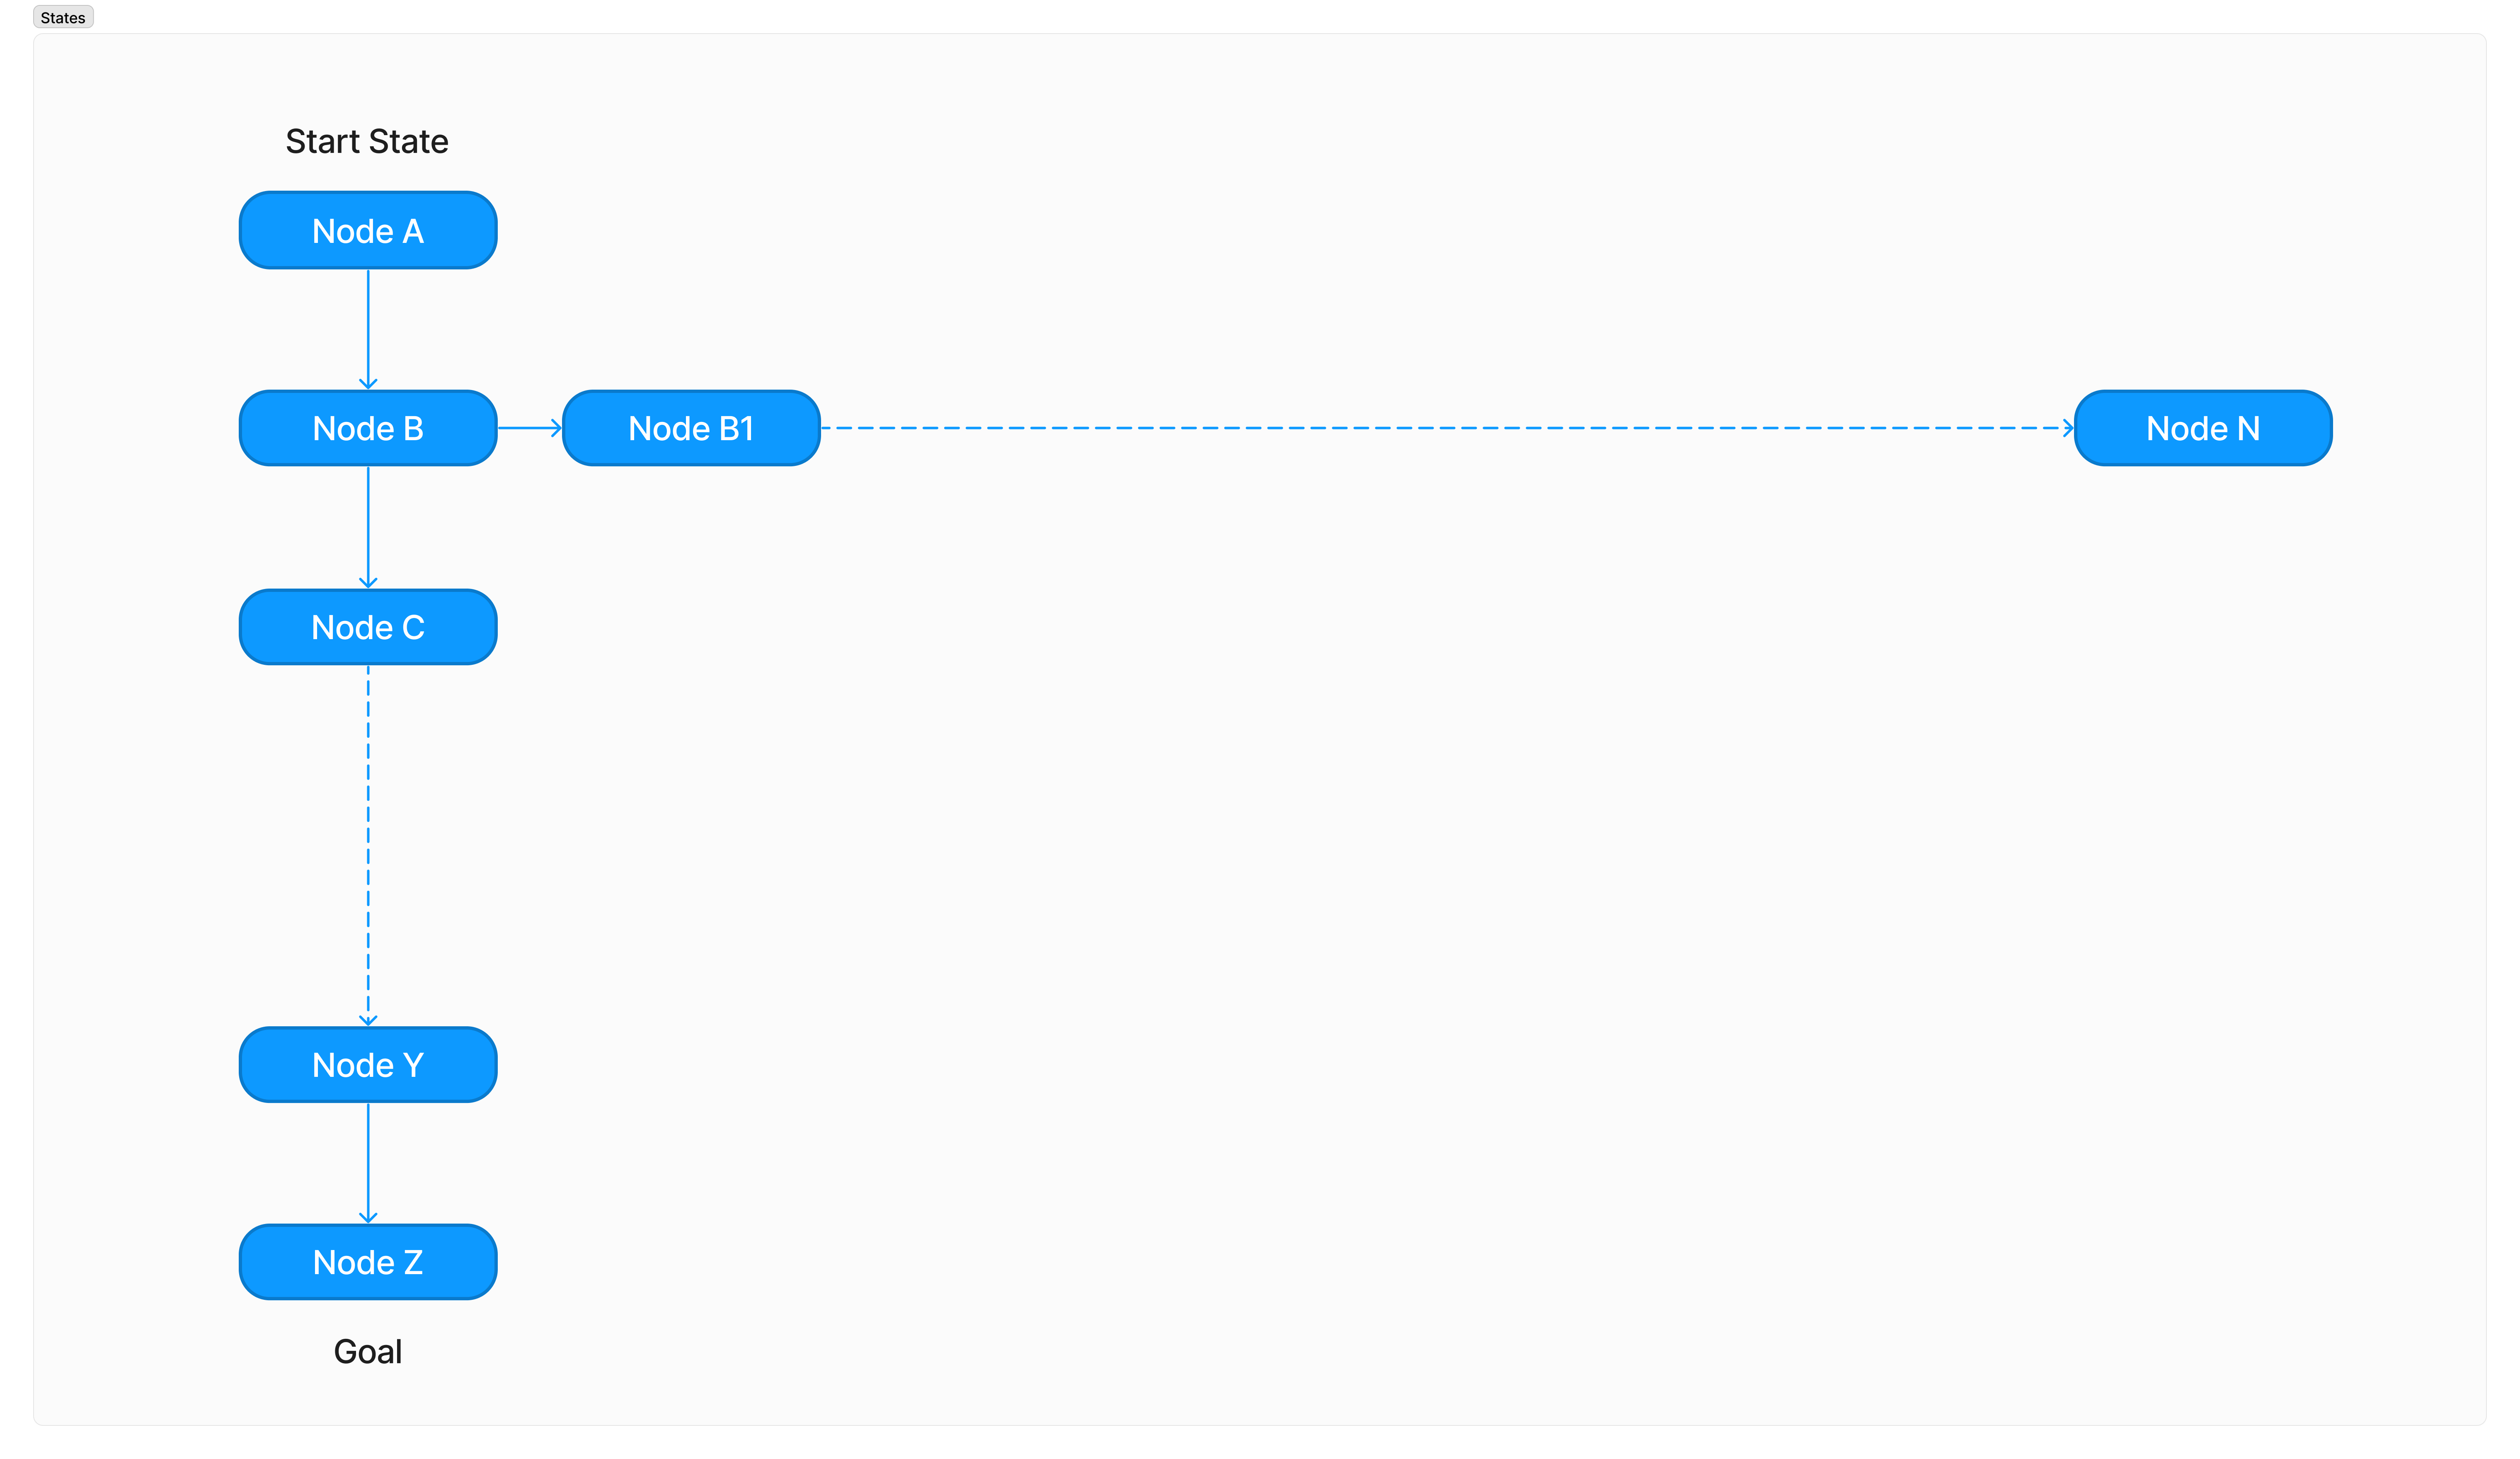 States
Start State
Node A
Node B
Node B1
Node N
Node C
Node Y
Node Z
Goal